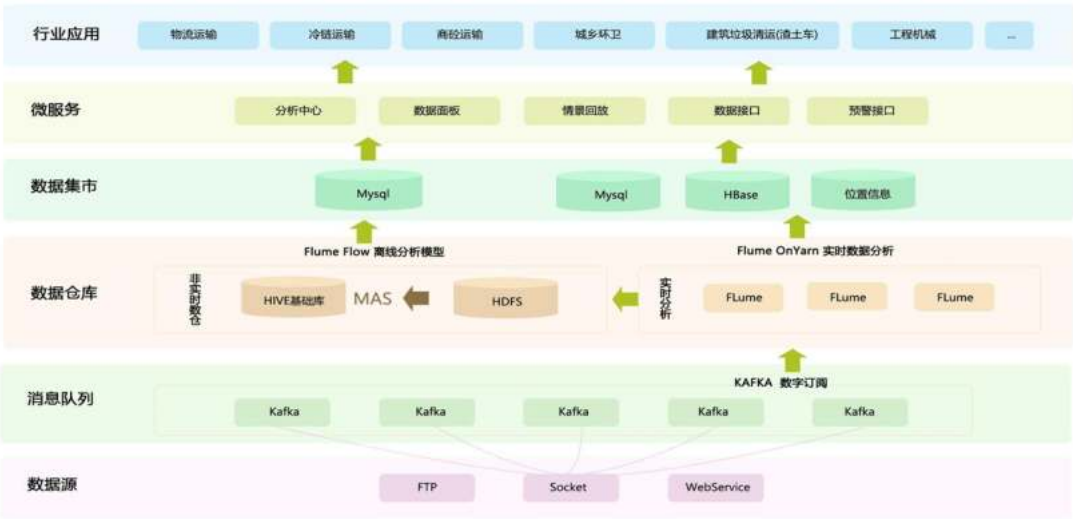 行业应用
物流运输
冷链运输
商砼运输
城乡环卫
建筑垃圾清运(渣土车)
工程机械
...
微服务
分析中心
数据面板
情景回放
数据接口
预警接口
数据集市
Mysql
Mysql
HBase
位置信息
Flume Flow 离线分析模型
Flume OnYarn 实时数据分析
数据仓库
非实时数仓
HIVE基础库
MAS
HDFS
实时分析
FLume
FLume
FLume
KAFKA 数字订阅
消息队列
Kafka
Kafka
Kafka
Kafka
Kafka
数据源
FTP
Socket
WebService